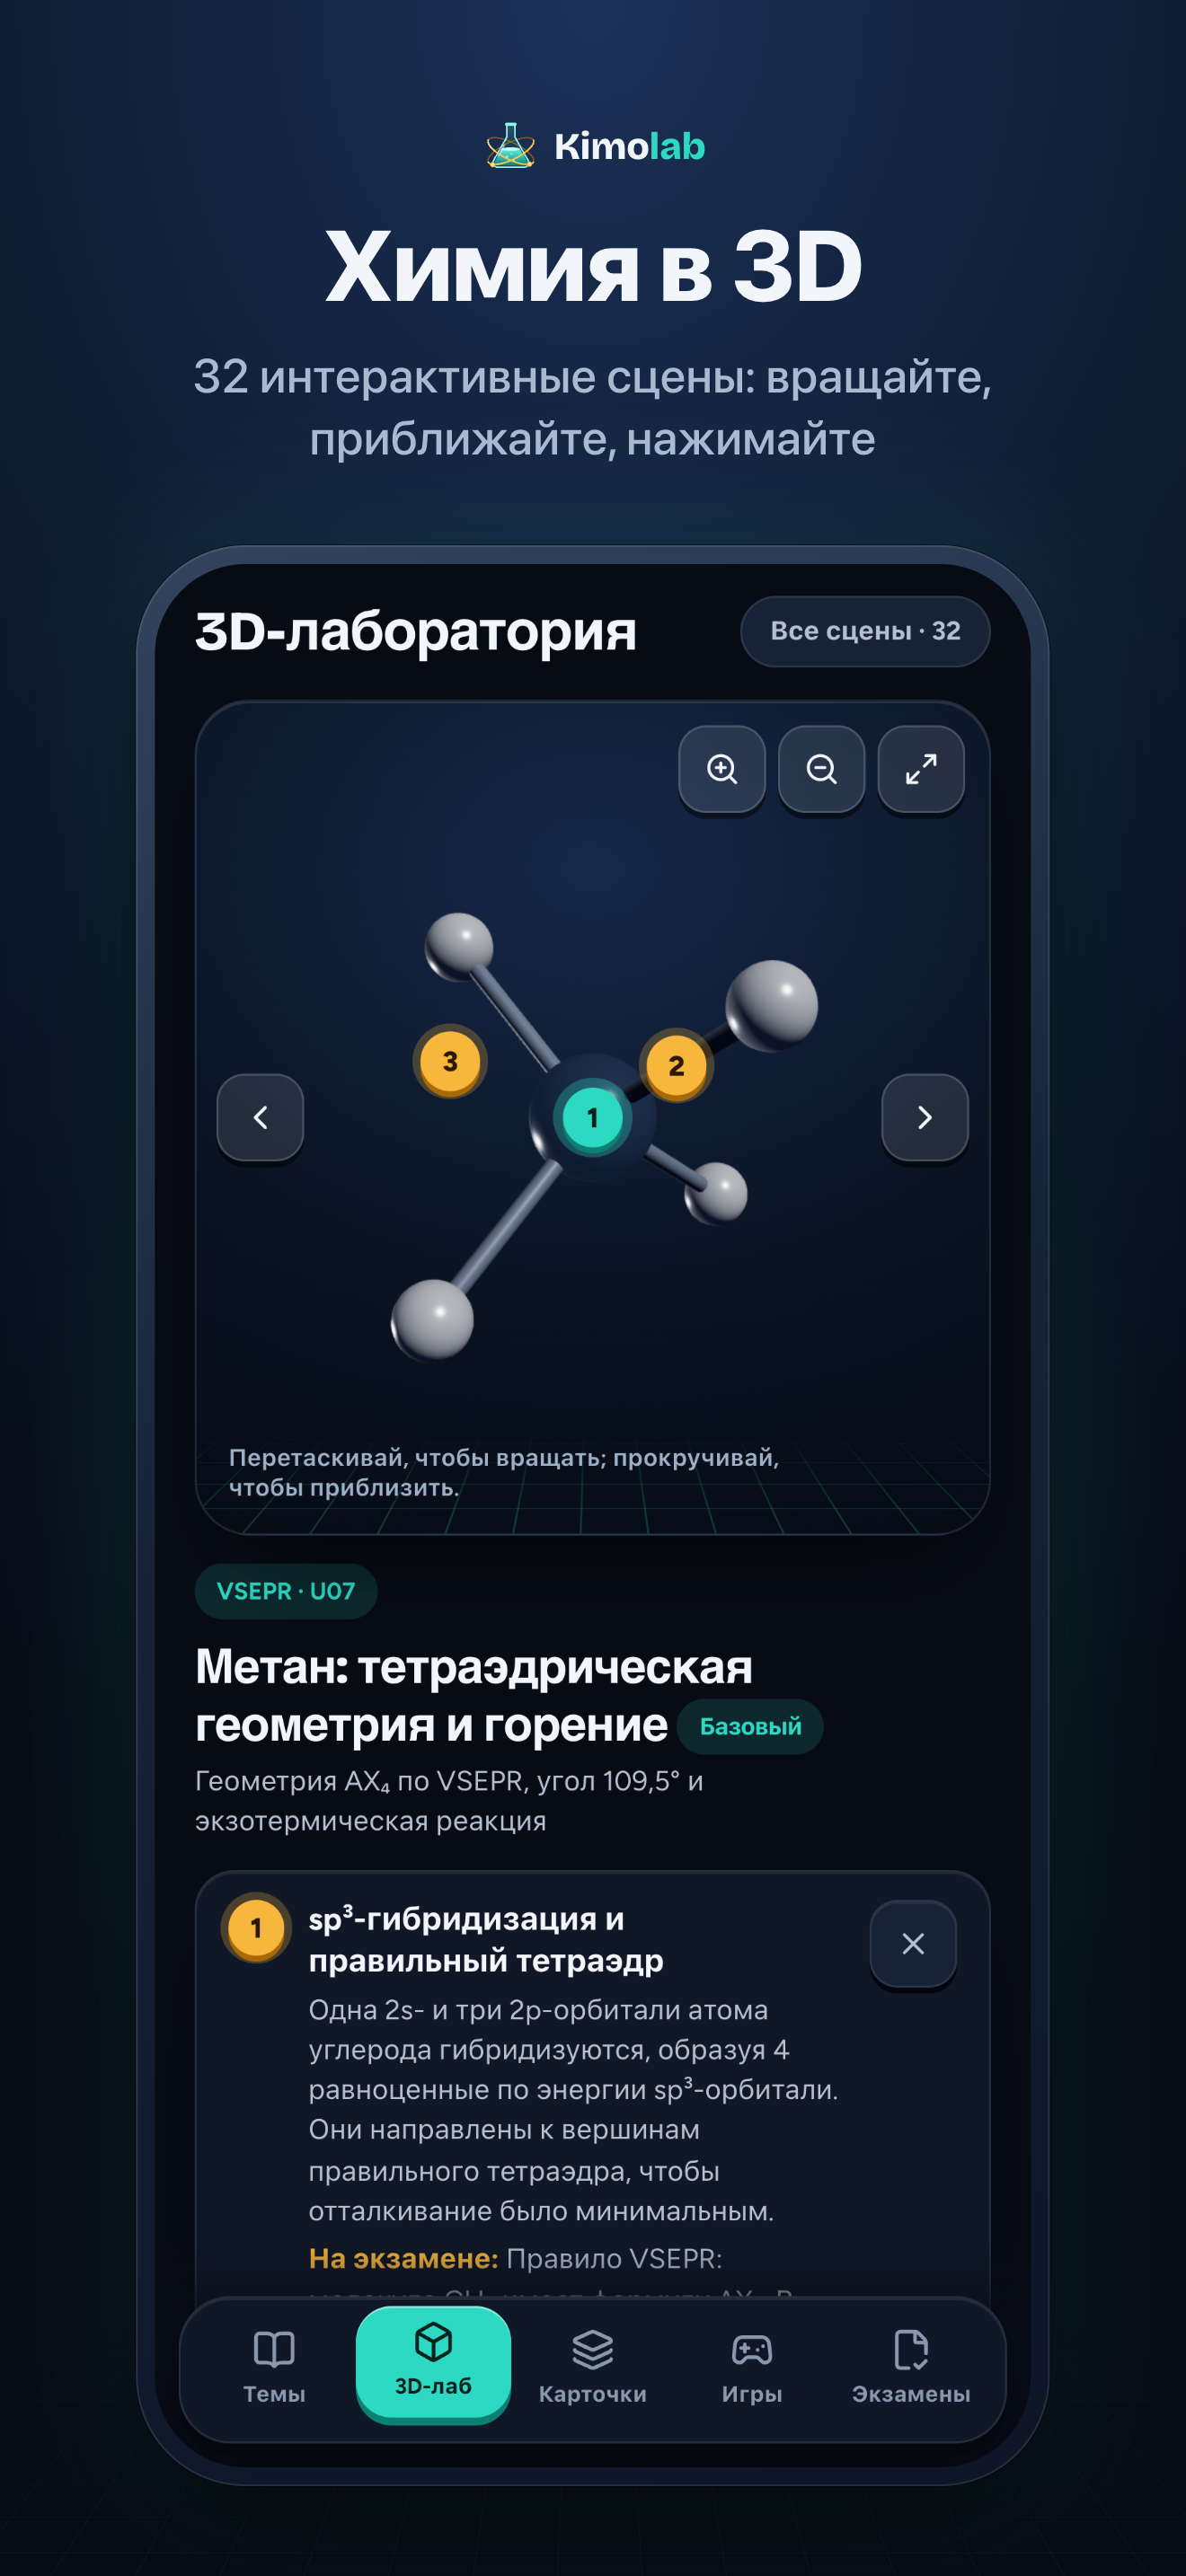 Kimolab
Химия в 3D
32 интерактивные сцены: вращайте,
приближайте, нажимайте
3D-лаборатория
Все сцены · 32
3
2
1
Перетаскивай, чтобы вращать; прокручивай,
чтобы приблизить.
VSEPR · U07
Метан: тетраэдрическая
геометрия и горение Базовый
Геометрия AX₄ по VSEPR, угол 109,5° и
экзотермическая реакция
1
sp³-гибридизация и
правильный тетраэдр
Одна 2s- и три 2p-орбитали атома
углерода гибридизуются, образуя 4
равноценные по энергии sp³-орбитали.
Они направлены к вершинам
правильного тетраэдра, чтобы
отталкивание было минимальным.
На экзамене: Правило VSEPR:
Темы
3D-лаб
Карточки
Игры
Экзамены